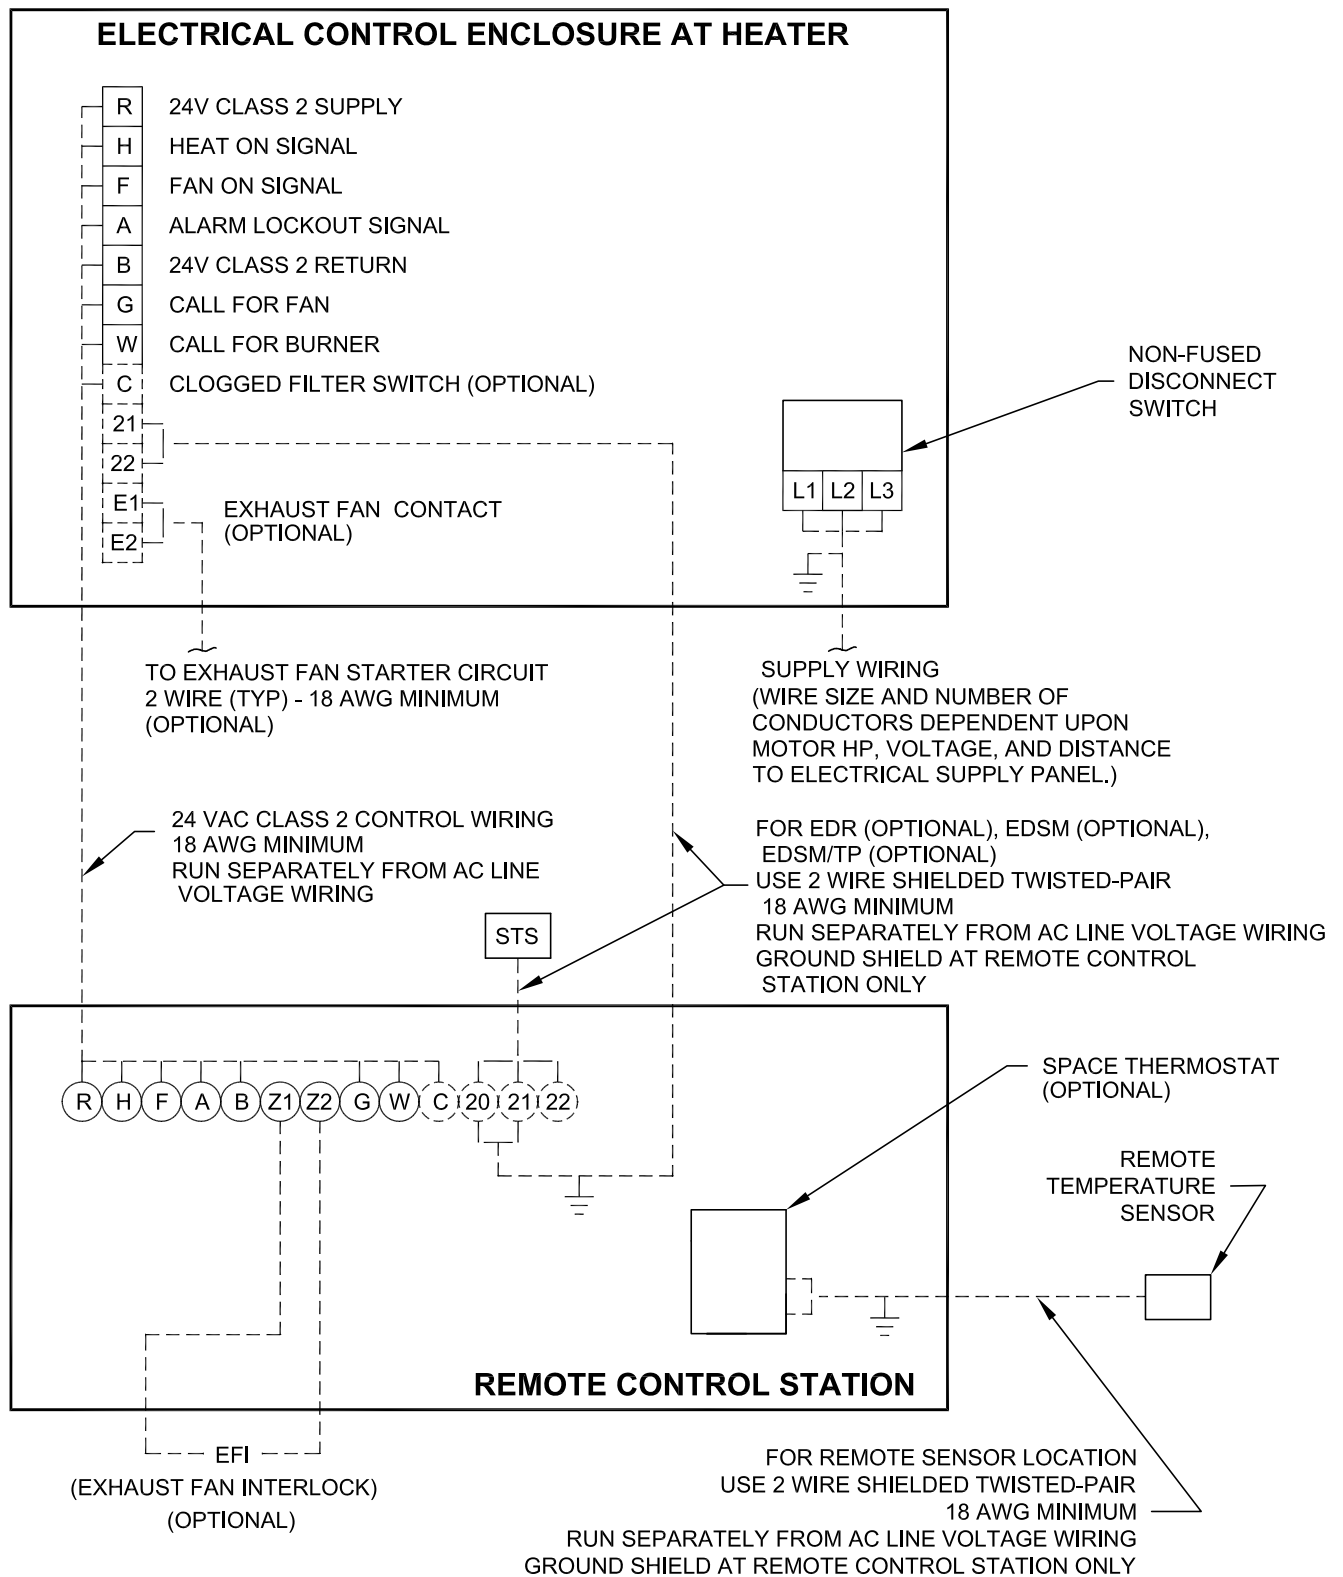 ELECTRICAL CONTROL ENCLOSURE AT HEATER
R 24V CLASS 2 SUPPLY
H HEAT ON SIGNAL
F FAN ON SIGNAL
A ALARM LOCKOUT SIGNAL
B 24V CLASS 2 RETURN
G CALL FOR FAN
W CALL FOR BURNER
C CLOGGED FILTER SWITCH (OPTIONAL)
21
22
E1
E2
EXHAUST FAN CONTACT
(OPTIONAL)
NON-FUSED
DISCONNECT
SWITCH
L1 L2 L3
TO EXHAUST FAN STARTER CIRCUIT
2 WIRE (TYP) - 18 AWG MINIMUM
(OPTIONAL)
SUPPLY WIRING
(WIRE SIZE AND NUMBER OF
CONDUCTORS DEPENDENT UPON
MOTOR HP, VOLTAGE, AND DISTANCE
TO ELECTRICAL SUPPLY PANEL.)
24 VAC CLASS 2 CONTROL WIRING
18 AWG MINIMUM
RUN SEPARATELY FROM AC LINE
VOLTAGE WIRING
FOR EDR (OPTIONAL), EDSM (OPTIONAL),
EDSM/TP (OPTIONAL)
USE 2 WIRE SHIELDED TWISTED-PAIR
18 AWG MINIMUM
RUN SEPARATELY FROM AC LINE VOLTAGE WIRING
GROUND SHIELD AT REMOTE CONTROL
STATION ONLY
STS
R H F A B Z1 Z2 G W C 20 21 22
SPACE THERMOSTAT
(OPTIONAL)
REMOTE
TEMPERATURE
SENSOR
REMOTE CONTROL STATION
EFI
(EXHAUST FAN INTERLOCK)
(OPTIONAL)
FOR REMOTE SENSOR LOCATION
USE 2 WIRE SHIELDED TWISTED-PAIR
18 AWG MINIMUM
RUN SEPARATELY FROM AC LINE VOLTAGE WIRING
GROUND SHIELD AT REMOTE CONTROL STATION ONLY